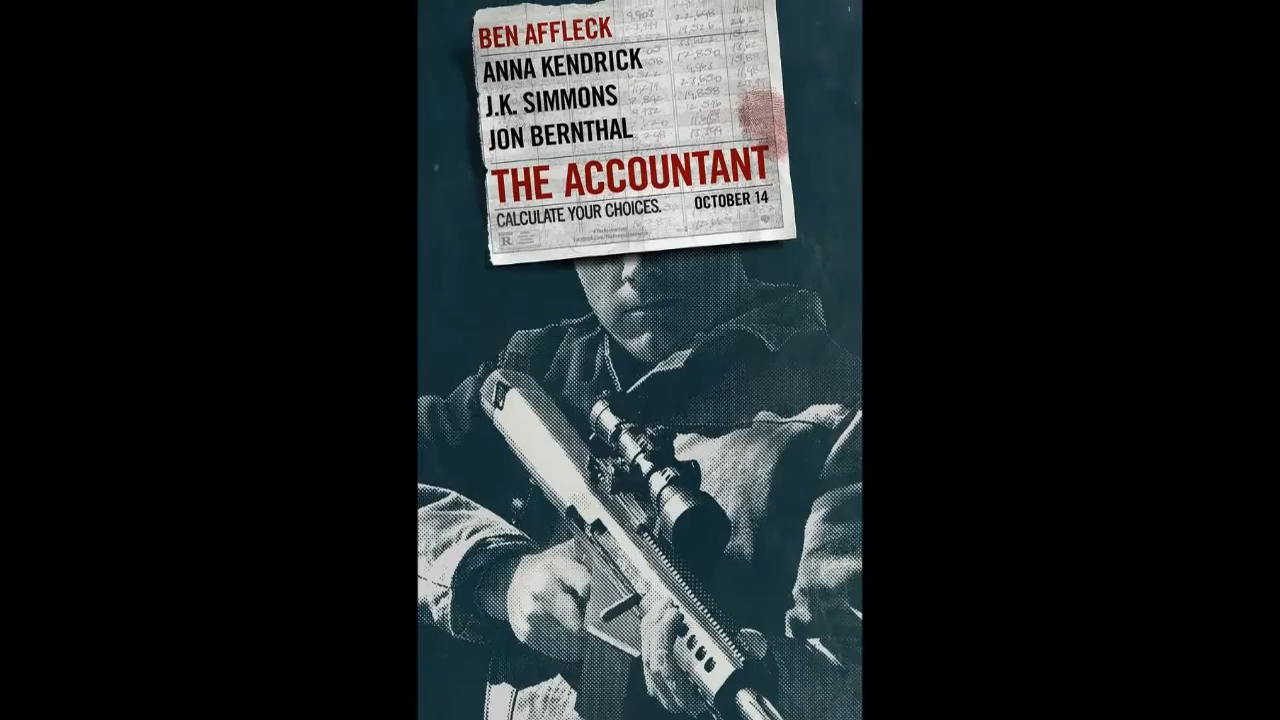 BEN AFFLECK
ANNA KENDRICK
J.K. SIMMONS
JON BERNTHAL
THE ACCOUNTANT
CALCULATE YOUR CHOICES. OCTOBER 14
R